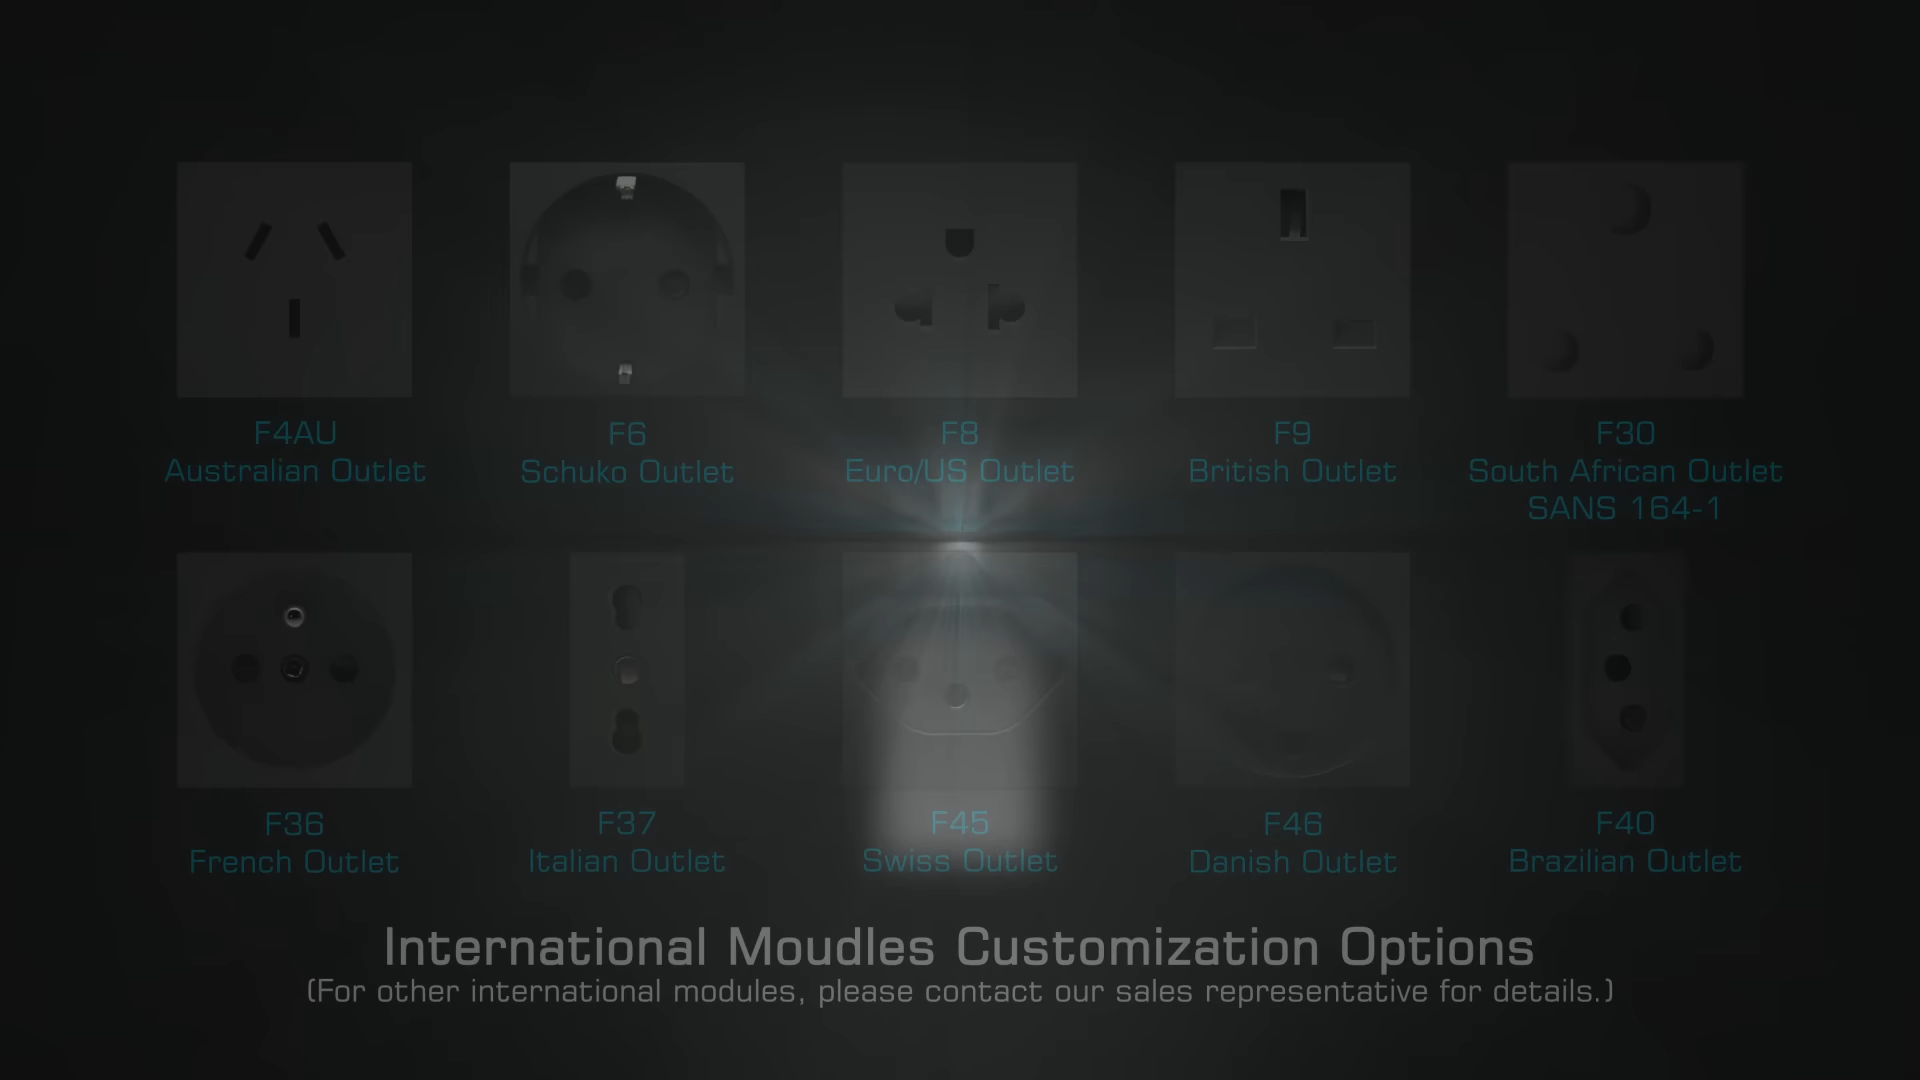 F4AU
Australian Outlet
F6
Schuko Outlet
F8
Euro/US Outlet
F9
British Outlet
F30
South African Outlet
SANS 164-1
F36
French Outlet
F37
Italian Outlet
F45
Swiss Outlet
F46
Danish Outlet
F40
Brazilian Outlet
International Moudles Customization Options
(For other international modules, please contact our sales representative for details.)